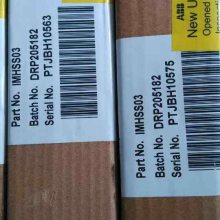 Part No. IMHSS03
Batch No. DRP205182
Serial No. PTJBH10563
ABB
New U
Part No. IMHSS03
Batch No. DRP205182
Serial No. PTJBH10575